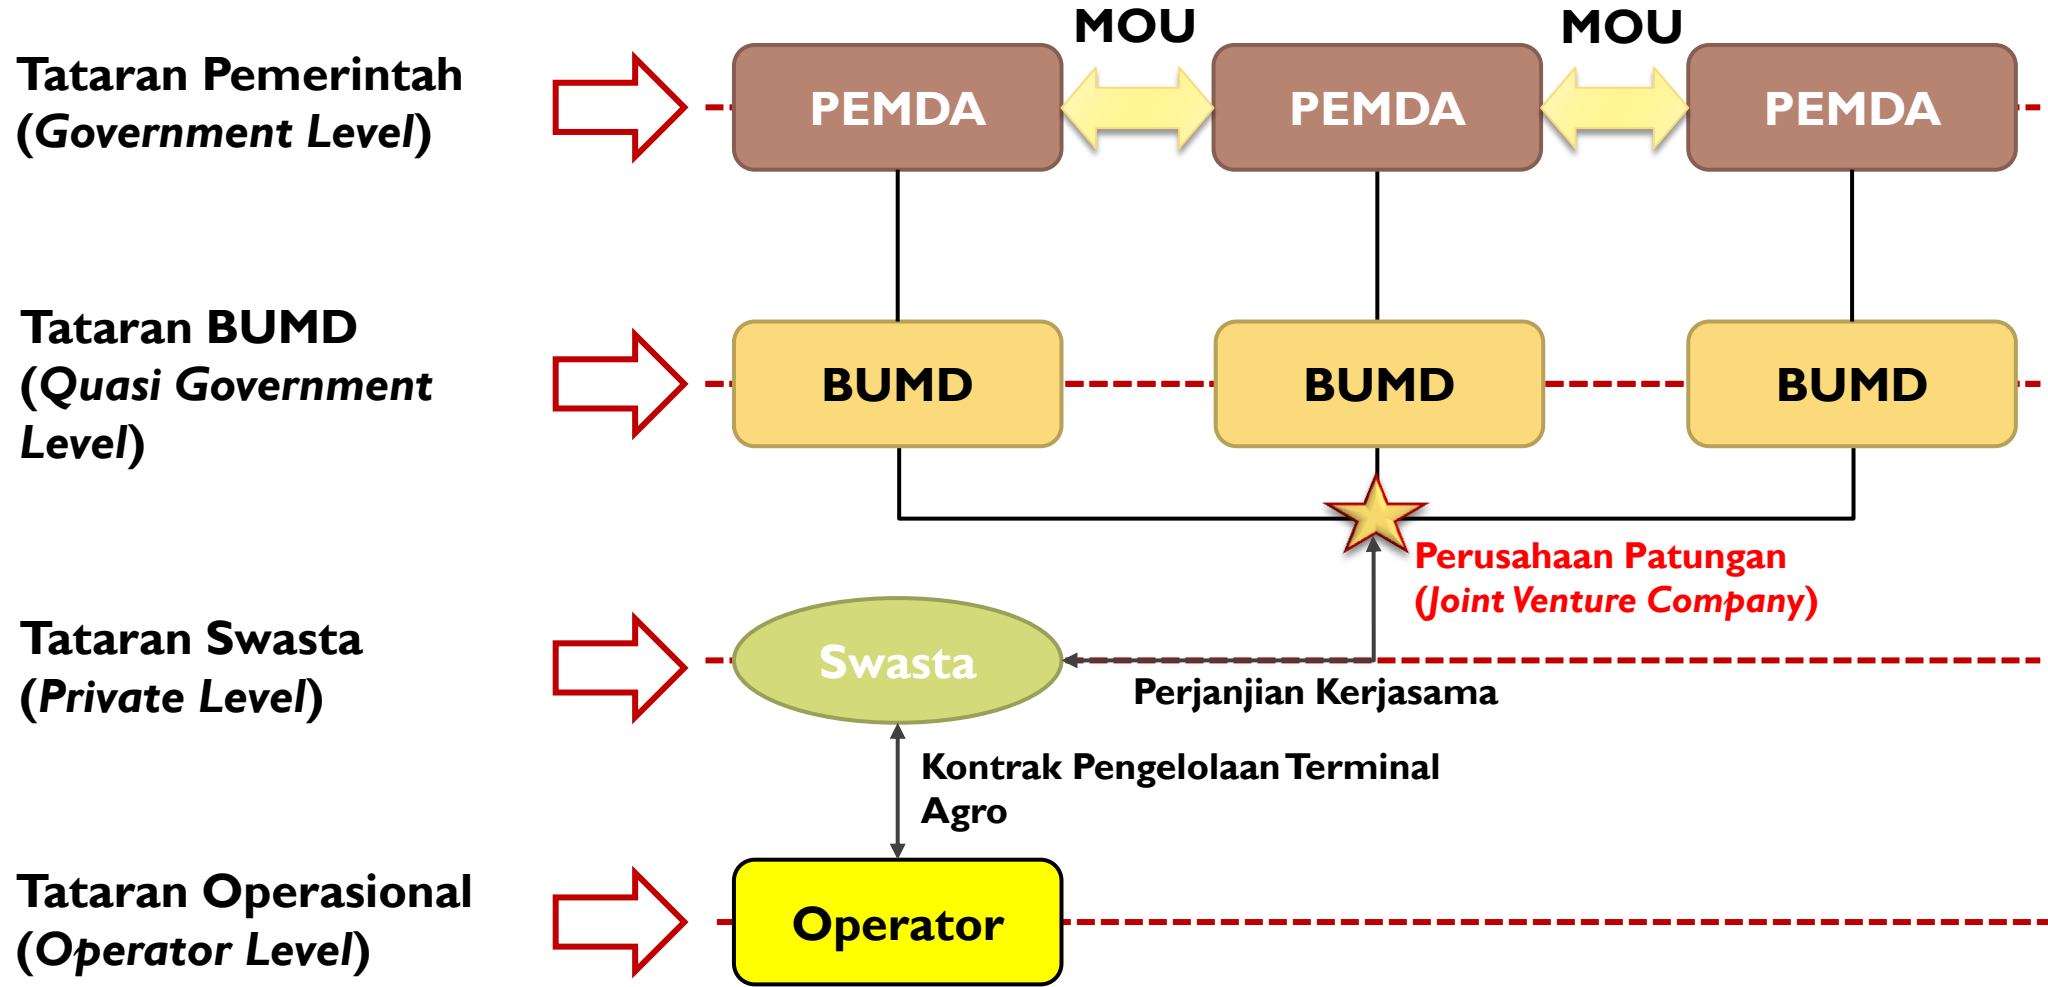 MOU
MOU
Tataran Pemerintah
(Government Level)
PEMDA
PEMDA
PEMDA
Tataran BUMD
(Quasi Government
Level)
BUMD
BUMD
BUMD
Perusahaan Patungan
(Joint Venture Company)
Tataran Swasta
(Private Level)
Swasta
Perjanjian Kerjasama
Kontrak Pengelolaan Terminal
Agro
Tataran Operasional
(Operator Level)
Operator